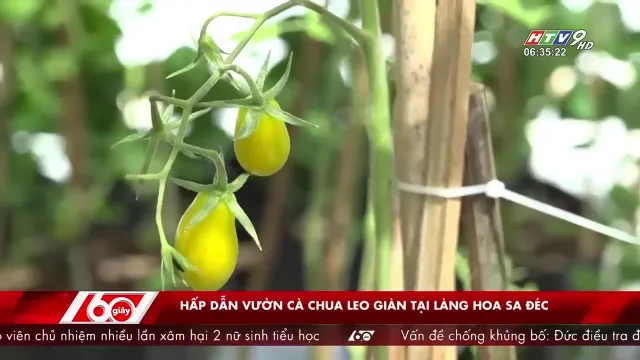 HTV9 HD
06:35:22
60 giây
HẤP DẪN VƯỜN CÀ CHUA LEO GIÀN TẠI LÀNG HOA SA ĐÉC
viên chủ nhiệm nhiều lần xâm hại 2 nữ sinh tiểu học 60 giây Vấn đề chống khủng bố: Đức điều tra